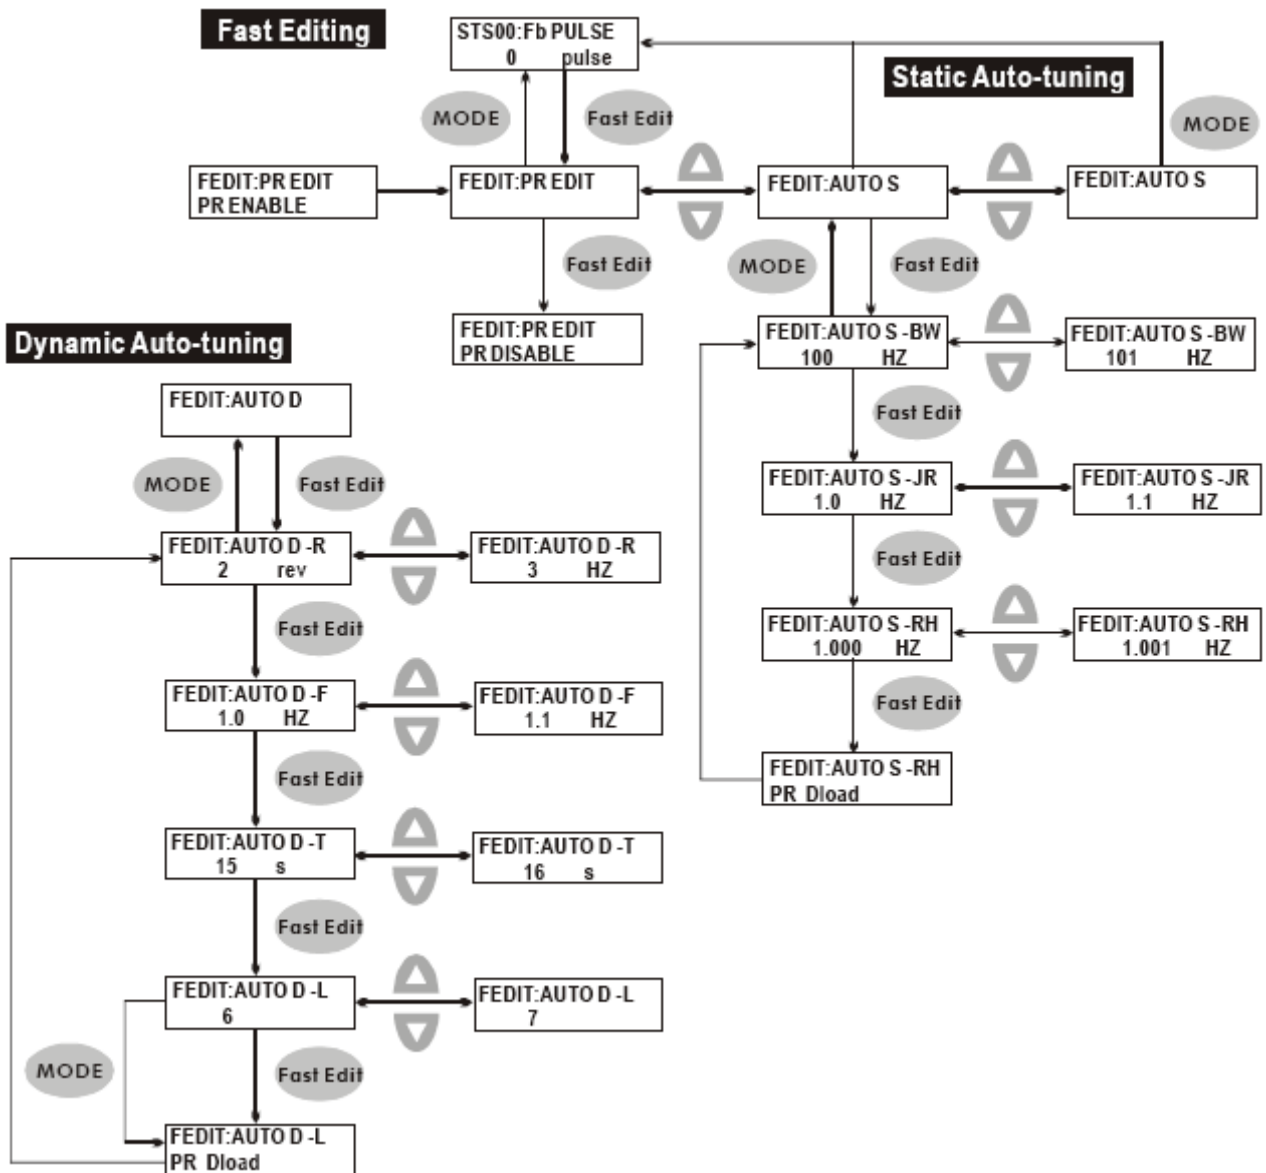 Fast Editing
STS00:Fb PULSE
0 pulse
Static Auto-tuning
MODE
Fast Edit
MODE
FEDIT:PR EDIT
PR ENABLE
FEDIT:PR EDIT
FEDIT:AUTO S
FEDIT:AUTO S
Fast Edit
MODE
Fast Edit
FEDIT:PR EDIT
PR DISABLE
FEDIT:AUTO S -BW
100 HZ
FEDIT:AUTO S -BW
101 HZ
Fast Edit
FEDIT:AUTO S -JR
1.0 HZ
FEDIT:AUTO S -JR
1.1 HZ
Fast Edit
FEDIT:AUTO S -RH
1.000 HZ
FEDIT:AUTO S -RH
1.001 HZ
Fast Edit
FEDIT:AUTO S -RH
PR Dload
Dynamic Auto-tuning
FEDIT:AUTO D
MODE
Fast Edit
FEDIT:AUTO D -R
2 rev
FEDIT:AUTO D -R
3 HZ
Fast Edit
FEDIT:AUTO D -F
1.0 HZ
FEDIT:AUTO D -F
1.1 HZ
Fast Edit
FEDIT:AUTO D -T
15 s
FEDIT:AUTO D -T
16 s
Fast Edit
FEDIT:AUTO D -L
6
FEDIT:AUTO D -L
7
MODE
Fast Edit
FEDIT:AUTO D -L
PR Dload